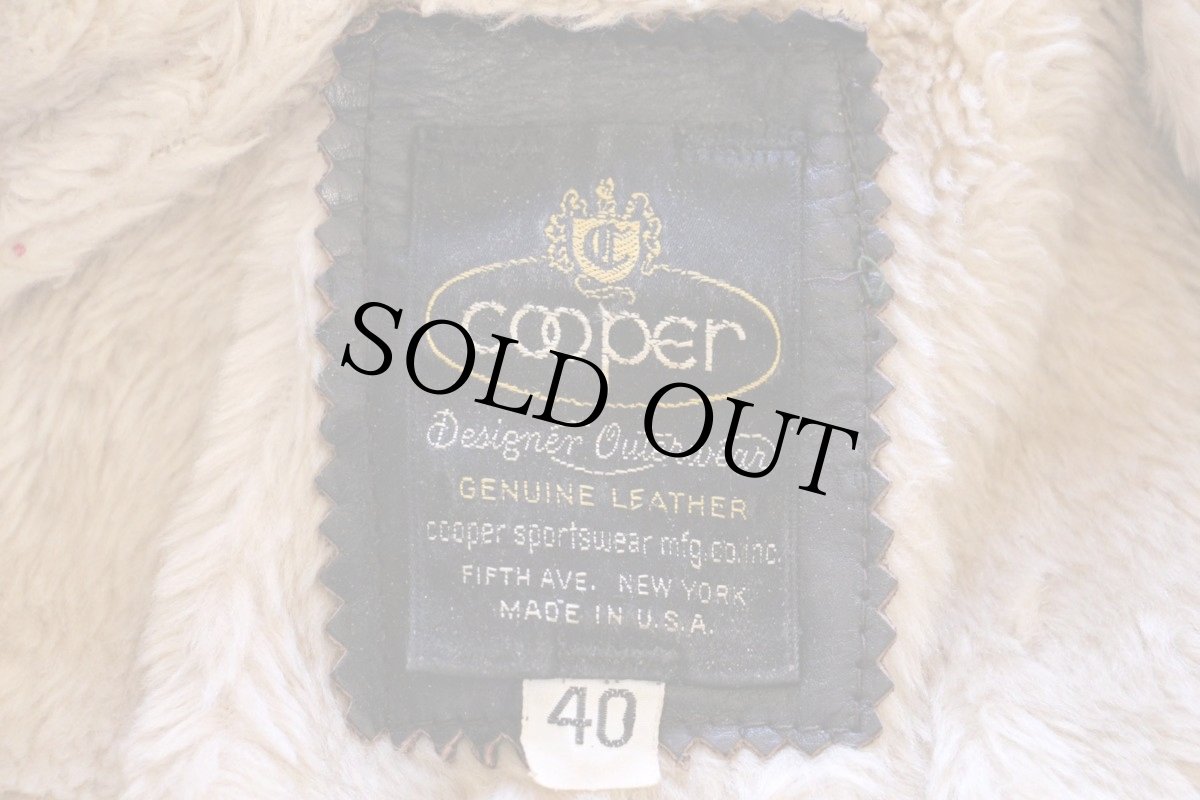 C
cooper
SOLD OUT
Designer Outerwear
GENUINE LEATHER
cooper sportswear mfg.co.inc.
FIFTH AVE. NEW YORK
MADE IN U.S.A.
40